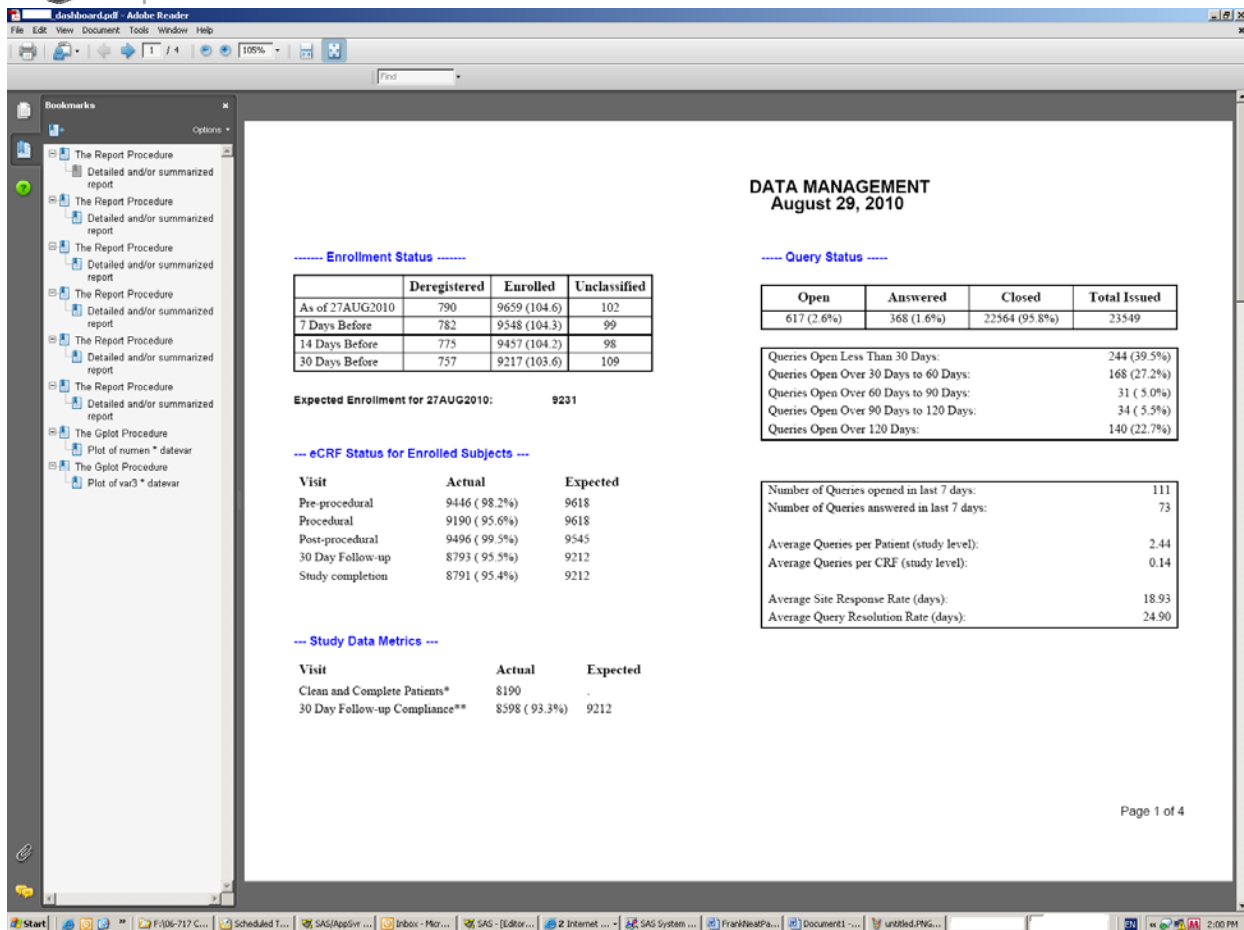 _dashboard.pdf - Adobe Reader
File Edit View Document Tools Window Help
1 / 4 105%
Find
Bookmarks
Options
The Report Procedure
Detailed and/or summarized
report
The Report Procedure
Detailed and/or summarized
report
The Report Procedure
Detailed and/or summarized
report
The Report Procedure
Detailed and/or summarized
report
The Report Procedure
Detailed and/or summarized
report
The Report Procedure
Detailed and/or summarized
report
The Gplot Procedure
Plot of numen * datevar
The Gplot Procedure
Plot of var3 * datevar
DATA MANAGEMENT
August 29, 2010
------- Enrollment Status -------
Deregistered Enrolled Unclassified
As of 27AUG2010 790 9659 (104.6) 102
7 Days Before 782 9548 (104.3) 99
14 Days Before 775 9457 (104.2) 98
30 Days Before 757 9217 (103.6) 109
Expected Enrollment for 27AUG2010: 9231
--- eCRF Status for Enrolled Subjects ---
Visit Actual Expected
Pre-procedural 9446 ( 98.2%) 9618
Procedural 9190 ( 95.6%) 9618
Post-procedural 9496 ( 99.5%) 9545
30 Day Follow-up 8793 ( 95.5%) 9212
Study completion 8791 ( 95.4%) 9212
--- Study Data Metrics ---
Visit Actual Expected
Clean and Complete Patients* 8190 .
30 Day Follow-up Compliance** 8598 ( 93.3%) 9212
----- Query Status -----
Open Answered Closed Total Issued
617 (2.6%) 368 (1.6%) 22564 (95.8%) 23549
Queries Open Less Than 30 Days: 244 (39.5%)
Queries Open Over 30 Days to 60 Days: 168 (27.2%)
Queries Open Over 60 Days to 90 Days: 31 ( 5.0%)
Queries Open Over 90 Days to 120 Days: 34 ( 5.5%)
Queries Open Over 120 Days: 140 (22.7%)
Number of Queries opened in last 7 days: 111
Number of Queries answered in last 7 days: 73
Average Queries per Patient (study level): 2.44
Average Queries per CRF (study level): 0.14
Average Site Response Rate (days): 18.93
Average Query Resolution Rate (days): 24.90
Page 1 of 4
Start F:\06-717 C... Scheduled T... SAS/AppSvr ... Inbox - Micr... SAS - [Editor... 2 Internet ... SAS System ... FrankNeatPa... Document1 -... untitled.PNG... EN 2:00 PM